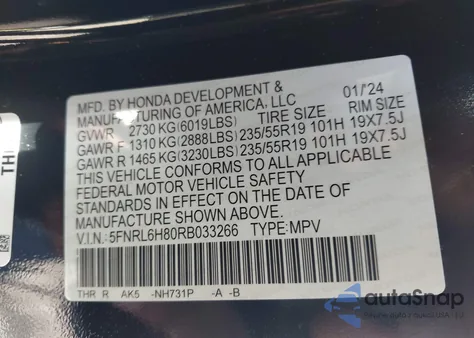 MFD. BY HONDA DEVELOPMENT & 01/'24
MANUFACTURING OF AMERICA, LLC
GVWR 2730 KG(6019LBS) TIRE SIZE RIM SIZE
GAWR F 1310 KG(2888LBS) 235/55R19 101H 19X7.5J
GAWR R 1465 KG(3230LBS) 235/55R19 101H 19X7.5J
THIS VEHICLE CONFORMS TO ALL APPLICABLE
FEDERAL MOTOR VEHICLE SAFETY
STANDARDS IN EFFECT ON THE DATE OF
MANUFACTURE SHOWN ABOVE.
V.I.N.:5FNRL6H80RB033266 TYPE:MPV
THR R AK5 -NH731P -A -B
THI
autoSnap